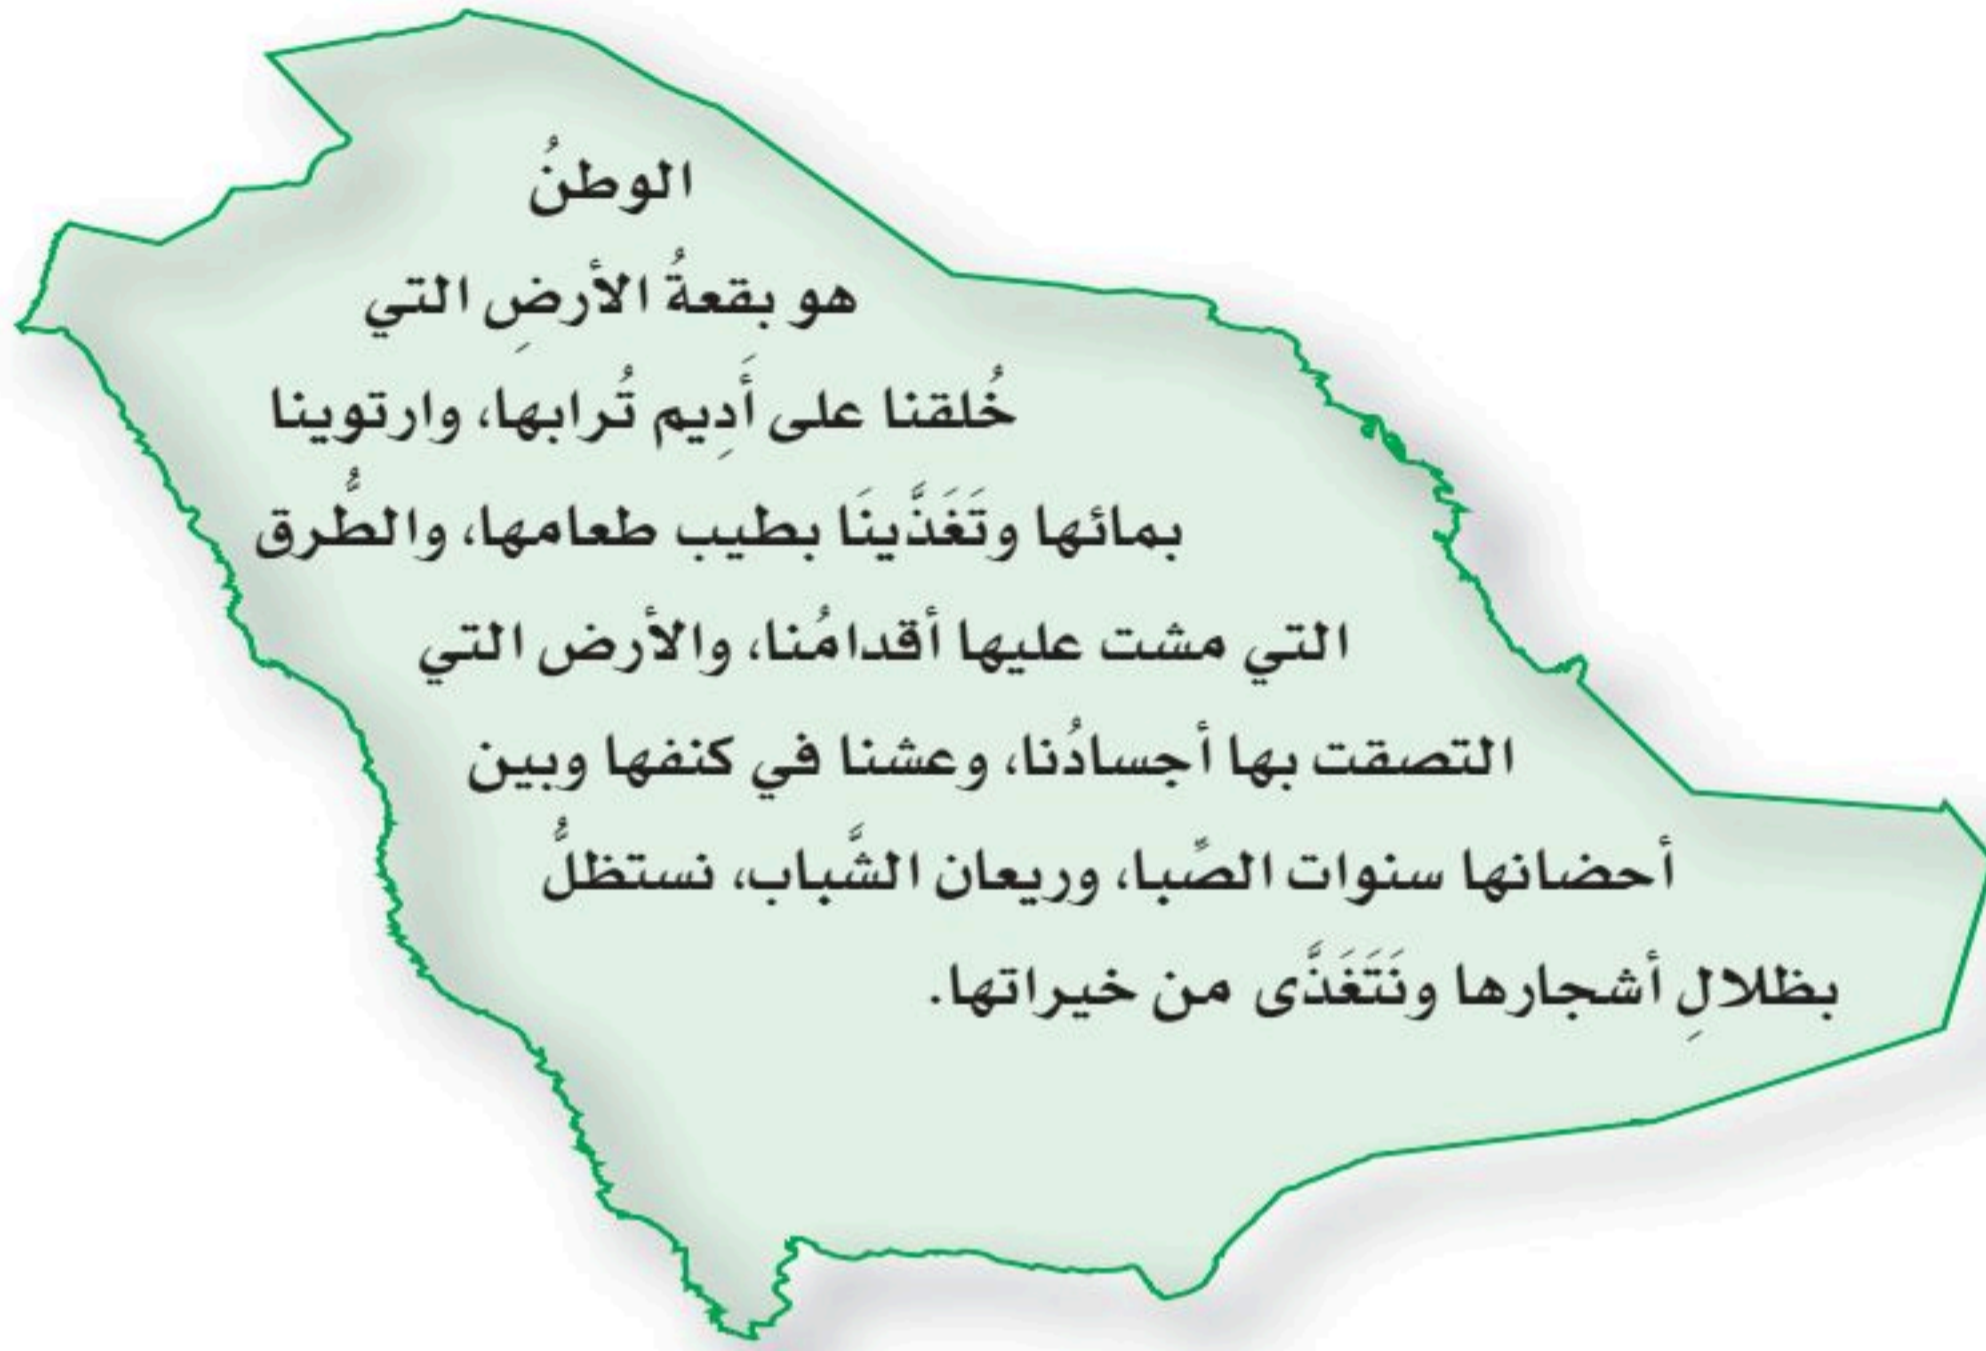 الوطنُ
هو بقعةُ الأرضِ التي
خُلقنا على أَدِيم تُرابها، وارتوينا
بمائها وتَغَذَّينَا بطيب طعامها، والطُّرق
التي مشت عليها أقدامُنا، والأرض التي
التصقت بها أجسادُنا، وعشنا في كنفها وبين
أحضانها سنوات الصِّبا، وريعان الشَّباب، نستظلُّ
بظلالِ أشجارها ونَتَغَذَّى من خيراتها.